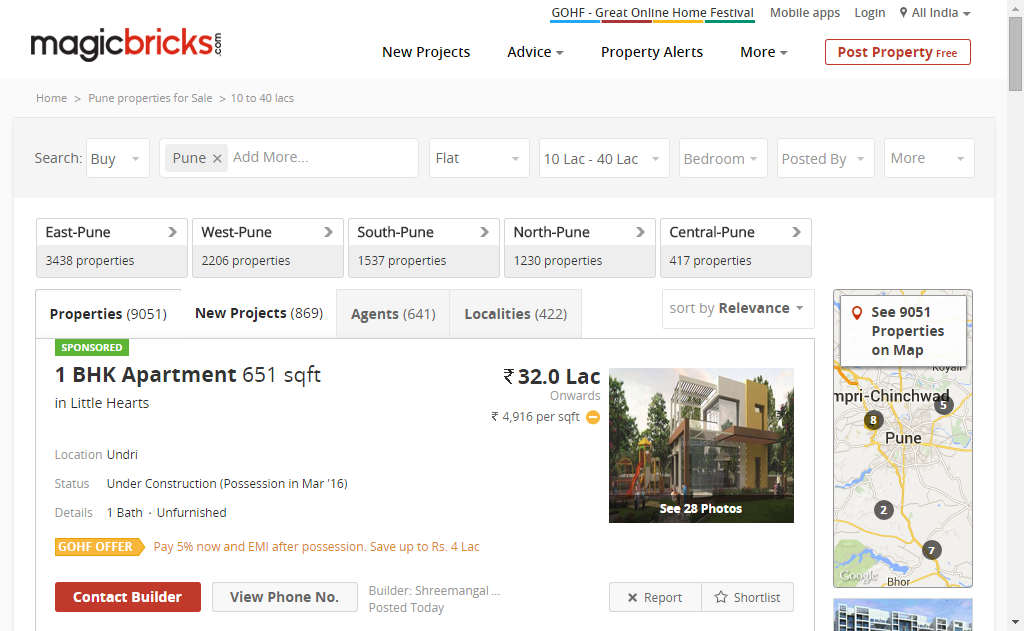 GOHF - Great Online Home Festival Mobile apps Login All India
magicbricks.com
New Projects Advice Property Alerts More Post Property Free
Home > Pune properties for Sale > 10 to 40 lacs
Search: Buy Pune × Add More... Flat 10 Lac - 40 Lac Bedroom Posted By More
East-Pune West-Pune South-Pune North-Pune Central-Pune
3438 properties 2206 properties 1537 properties 1230 properties 417 properties
Properties (9051) New Projects (869) Agents (641) Localities (422) sort by Relevance
See 9051
Properties
on Map
SPONSORED
1 BHK Apartment 651 sqft
in Little Hearts
₹ 32.0 Lac
Onwards
₹ 4,916 per sqft
Location Undri
Status Under Construction (Possession in Mar '16)
Details 1 Bath · Unfurnished
See 28 Photos
GOHF OFFER Pay 5% now and EMI after possession. Save up to Rs. 4 Lac
Contact Builder View Phone No.
Builder: Shreemangal ...
Posted Today
× Report Shortlist
mpri-Chinchwad
5
8
Pune
2
7
Google
Bhor